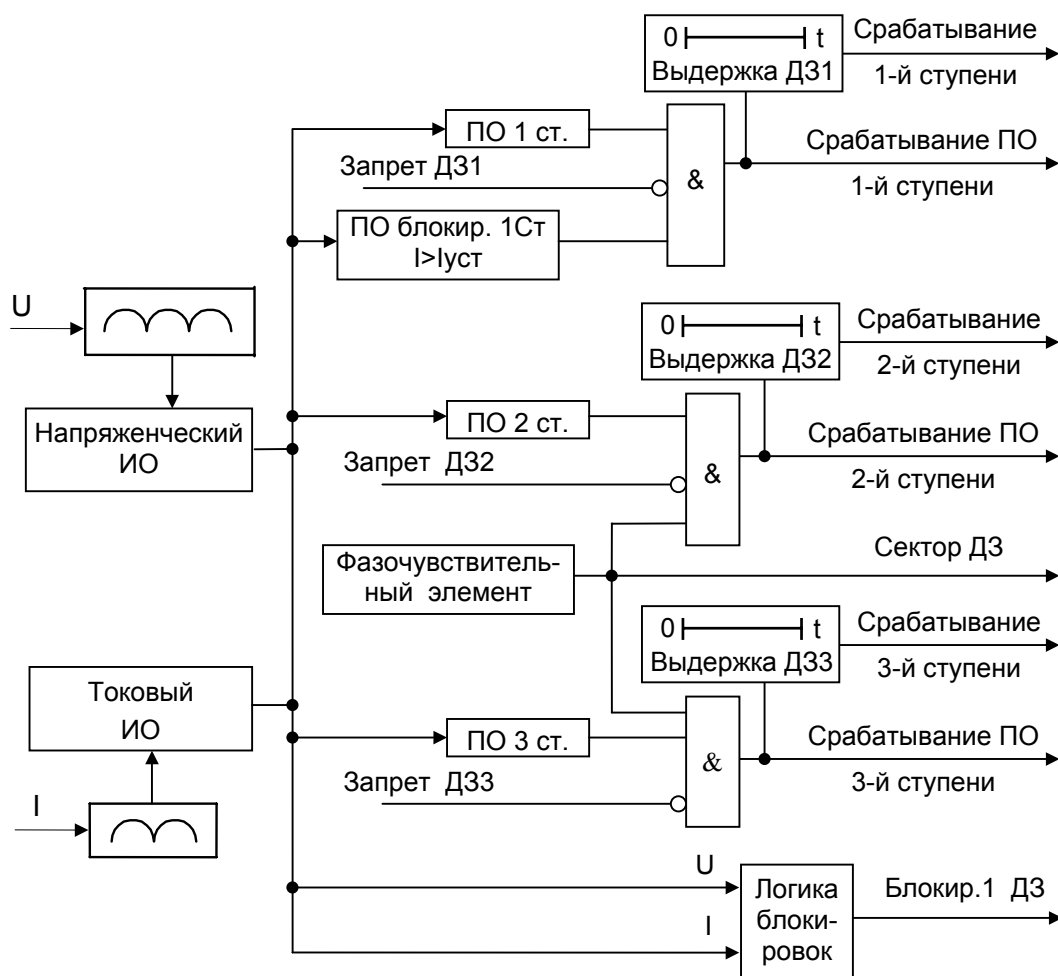 0 t
Выдержка ДЗ1
Срабатывание
1-й ступени
ПО 1 ст.
Запрет ДЗ1
&
Срабатывание ПО
1-й ступени
ПО блокир. 1Ст
I>Iуст
U
Напряженческий
ИО
0 t
Выдержка ДЗ2
Срабатывание
2-й ступени
ПО 2 ст.
Запрет ДЗ2
&
Срабатывание ПО
2-й ступени
Фазочувствитель-
ный элемент
Сектор ДЗ
0 t
Выдержка ДЗ3
Срабатывание
3-й ступени
Токовый
ИО
I
ПО 3 ст.
Запрет ДЗ3
&
Срабатывание ПО
3-й ступени
U
I
Логика
блоки-
ровок
Блокир.1 ДЗ